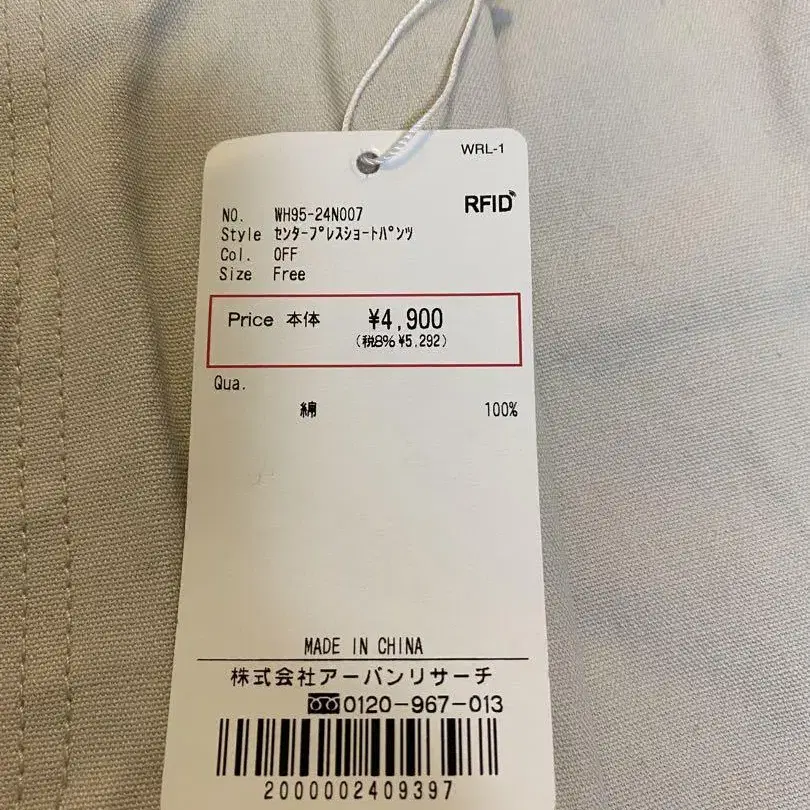 WRL-1
RFID
NO. WH95-24N007
Style ｾﾝﾀｰﾌﾟﾚｽｼｮｰﾄﾊﾟﾝﾂ
Col. OFF
Size Free
Price 本体 ¥4,900
(税8% ¥5,292)
Qua.
綿 100%
MADE IN CHINA
株式会社アーバンリサーチ
0120-967-013
2000002409397